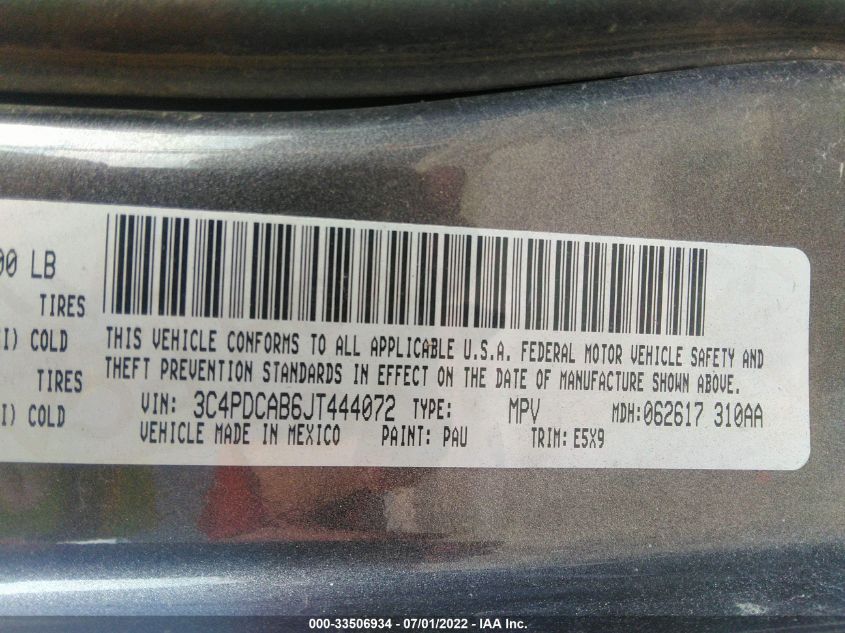 00 LB
TIRES
I) COLD
TIRES
I) COLD
THIS VEHICLE CONFORMS TO ALL APPLICABLE U.S.A. FEDERAL MOTOR VEHICLE SAFETY AND
THEFT PREVENTION STANDARDS IN EFFECT ON THE DATE OF MANUFACTURE SHOWN ABOVE.
VIN: 3C4PDCAB6JT444072 TYPE: MPV MDH:062617 310AA
VEHICLE MADE IN MEXICO PAINT: PAU TRIM: E5X9
000-33506934 - 07/01/2022 - IAA Inc.